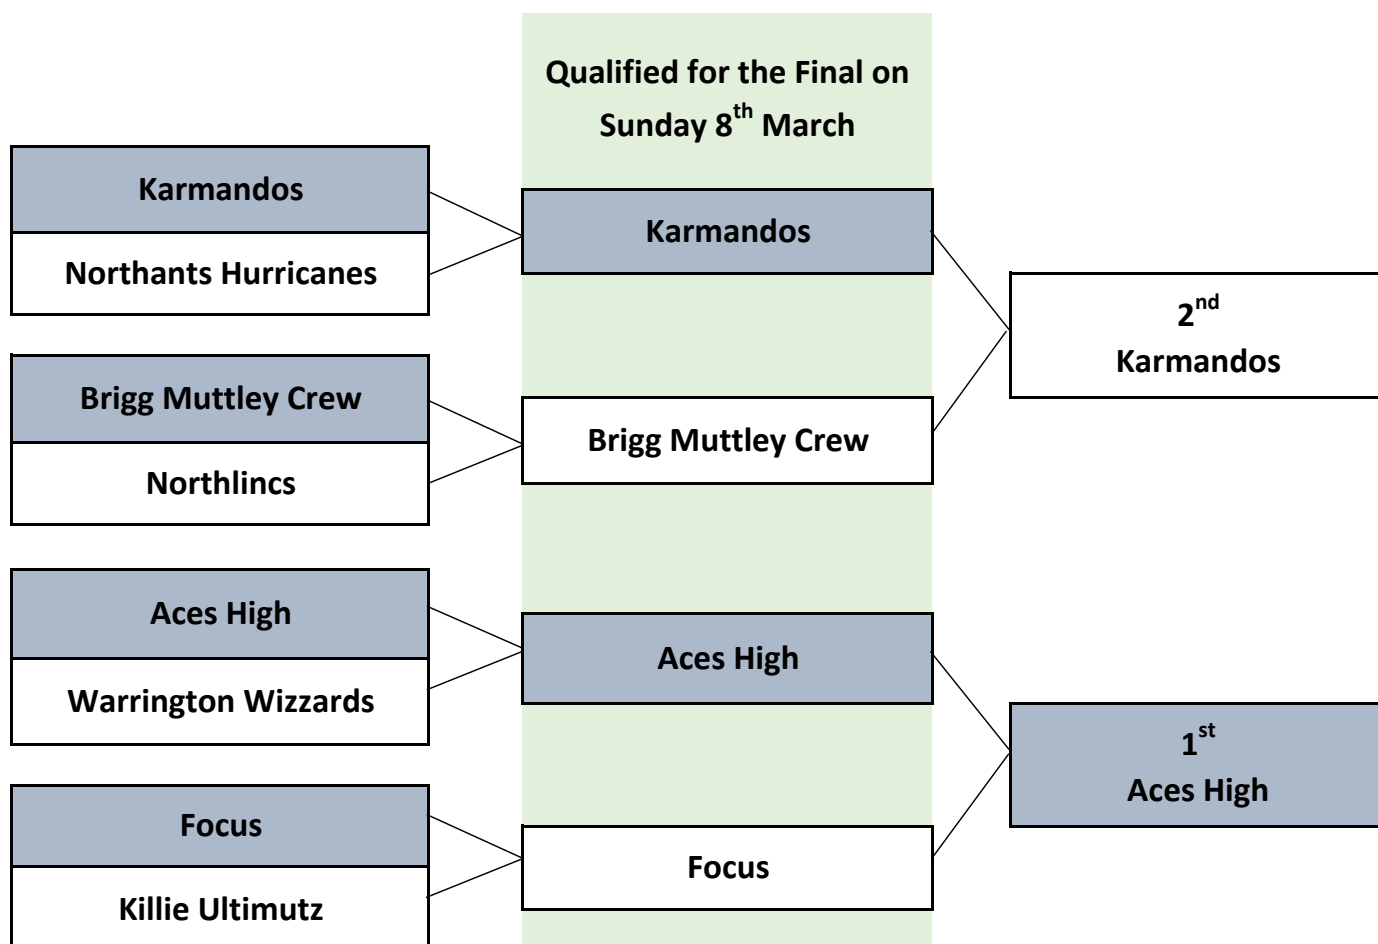 Qualified for the Final on
Sunday 8th March
Karmandos
Northants Hurricanes
Brigg Muttley Crew
Northlincs
Aces High
Warrington Wizzards
Focus
Killie Ultimutz
Karmandos
Brigg Muttley Crew
Aces High
Focus
2nd
Karmandos
1st
Aces High